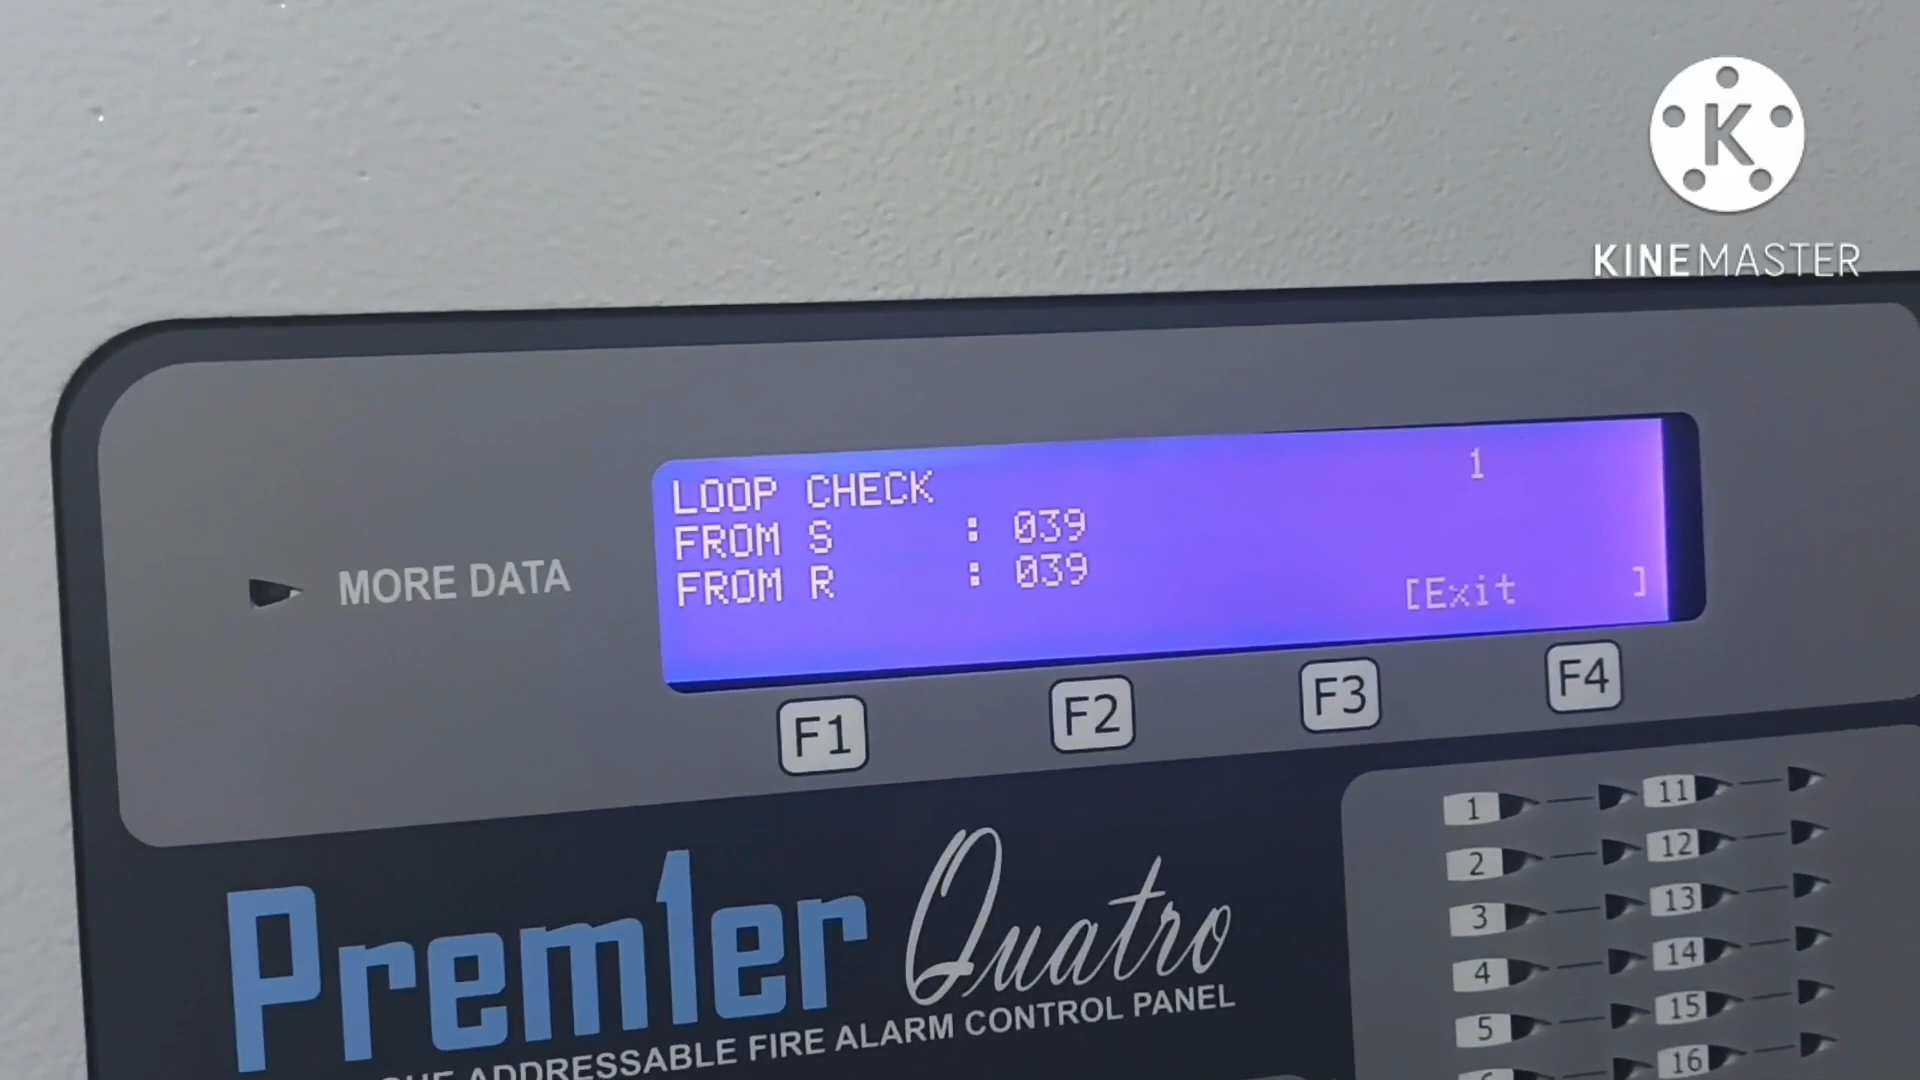 KINEMASTER
LOOP CHECK 1
FROM S : 039
FROM R : 039
[Exit ]
MORE DATA
F1 F2 F3 F4
Prem1er Quatro
ADDRESSABLE FIRE ALARM CONTROL PANEL
1 11
2 12
3 13
4 14
5 15
16